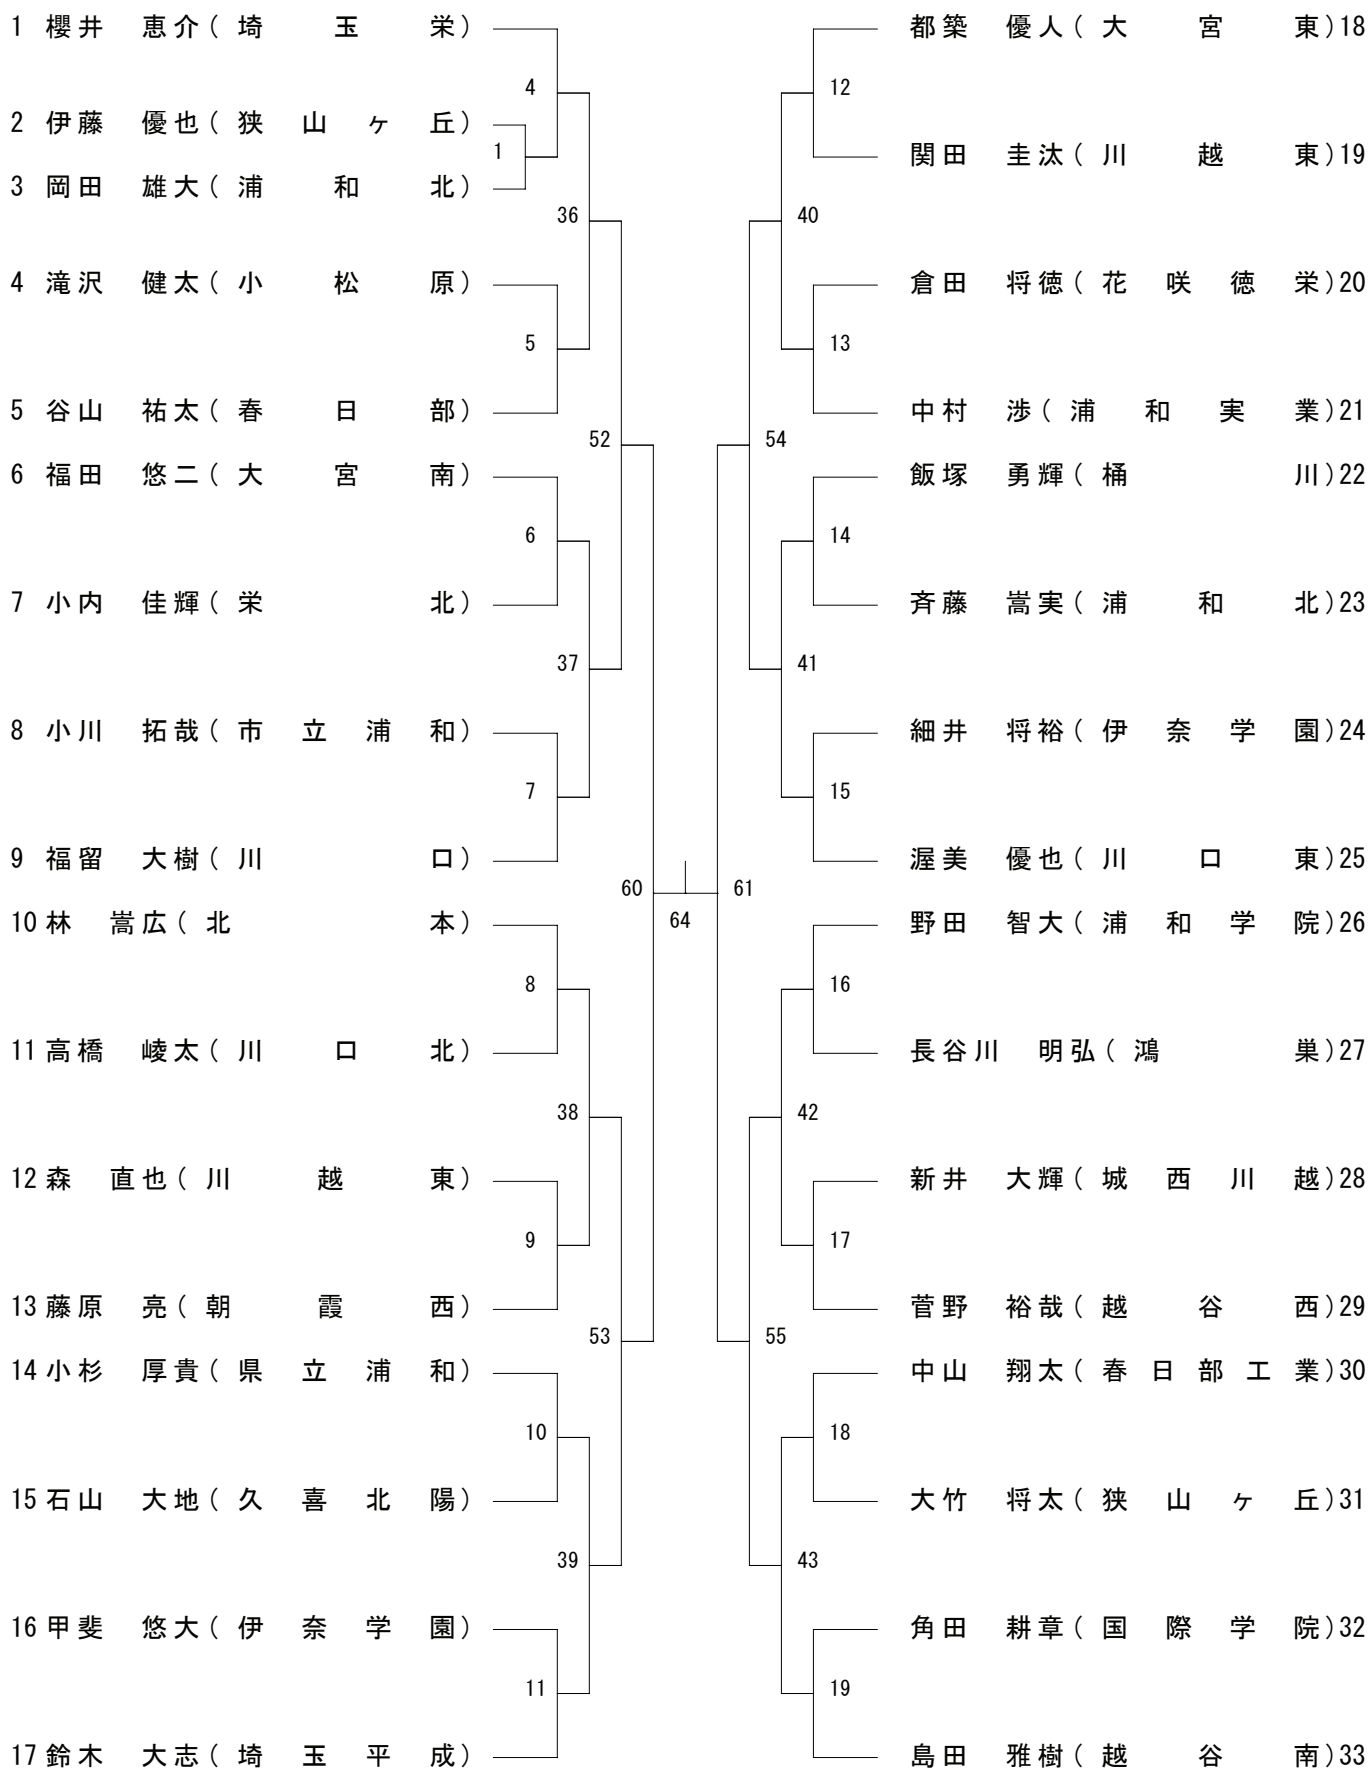 1 櫻井 恵介(埼玉栄)
4
2 伊藤 優也(狭山ヶ丘)
1
3 岡田 雄大(浦和北)
36
4 滝沢 健太(小松原)
5
5 谷山 祐太(春日部)
52
6 福田 悠二(大宮南)
6
7 小内 佳輝(栄北)
37
8 小川 拓哉(市立浦和)
7
9 福留 大樹(川口)
60
10 林 嵩広(北本)
8
11 高橋 崚太(川口北)
38
12 森 直也(川越東)
9
13 藤原 亮(朝霞西)
53
14 小杉 厚貴(県立浦和)
10
15 石山 大地(久喜北陽)
39
16 甲斐 悠大(伊奈学園)
11
17 鈴木 大志(埼玉平成)
64
都築 優人(大宮東)18
12
関田 圭汰(川越東)19
40
倉田 将徳(花咲徳栄)20
13
中村 渉(浦和実業)21
54
飯塚 勇輝(桶川)22
14
斉藤 嵩実(浦和北)23
41
細井 将裕(伊奈学園)24
15
渥美 優也(川口東)25
61
野田 智大(浦和学院)26
16
長谷川 明弘(鴻巣)27
42
新井 大輝(城西川越)28
17
菅野 裕哉(越谷西)29
55
中山 翔太(春日部工業)30
18
大竹 将太(狭山ヶ丘)31
43
角田 耕章(国際学院)32
19
島田 雅樹(越谷南)33